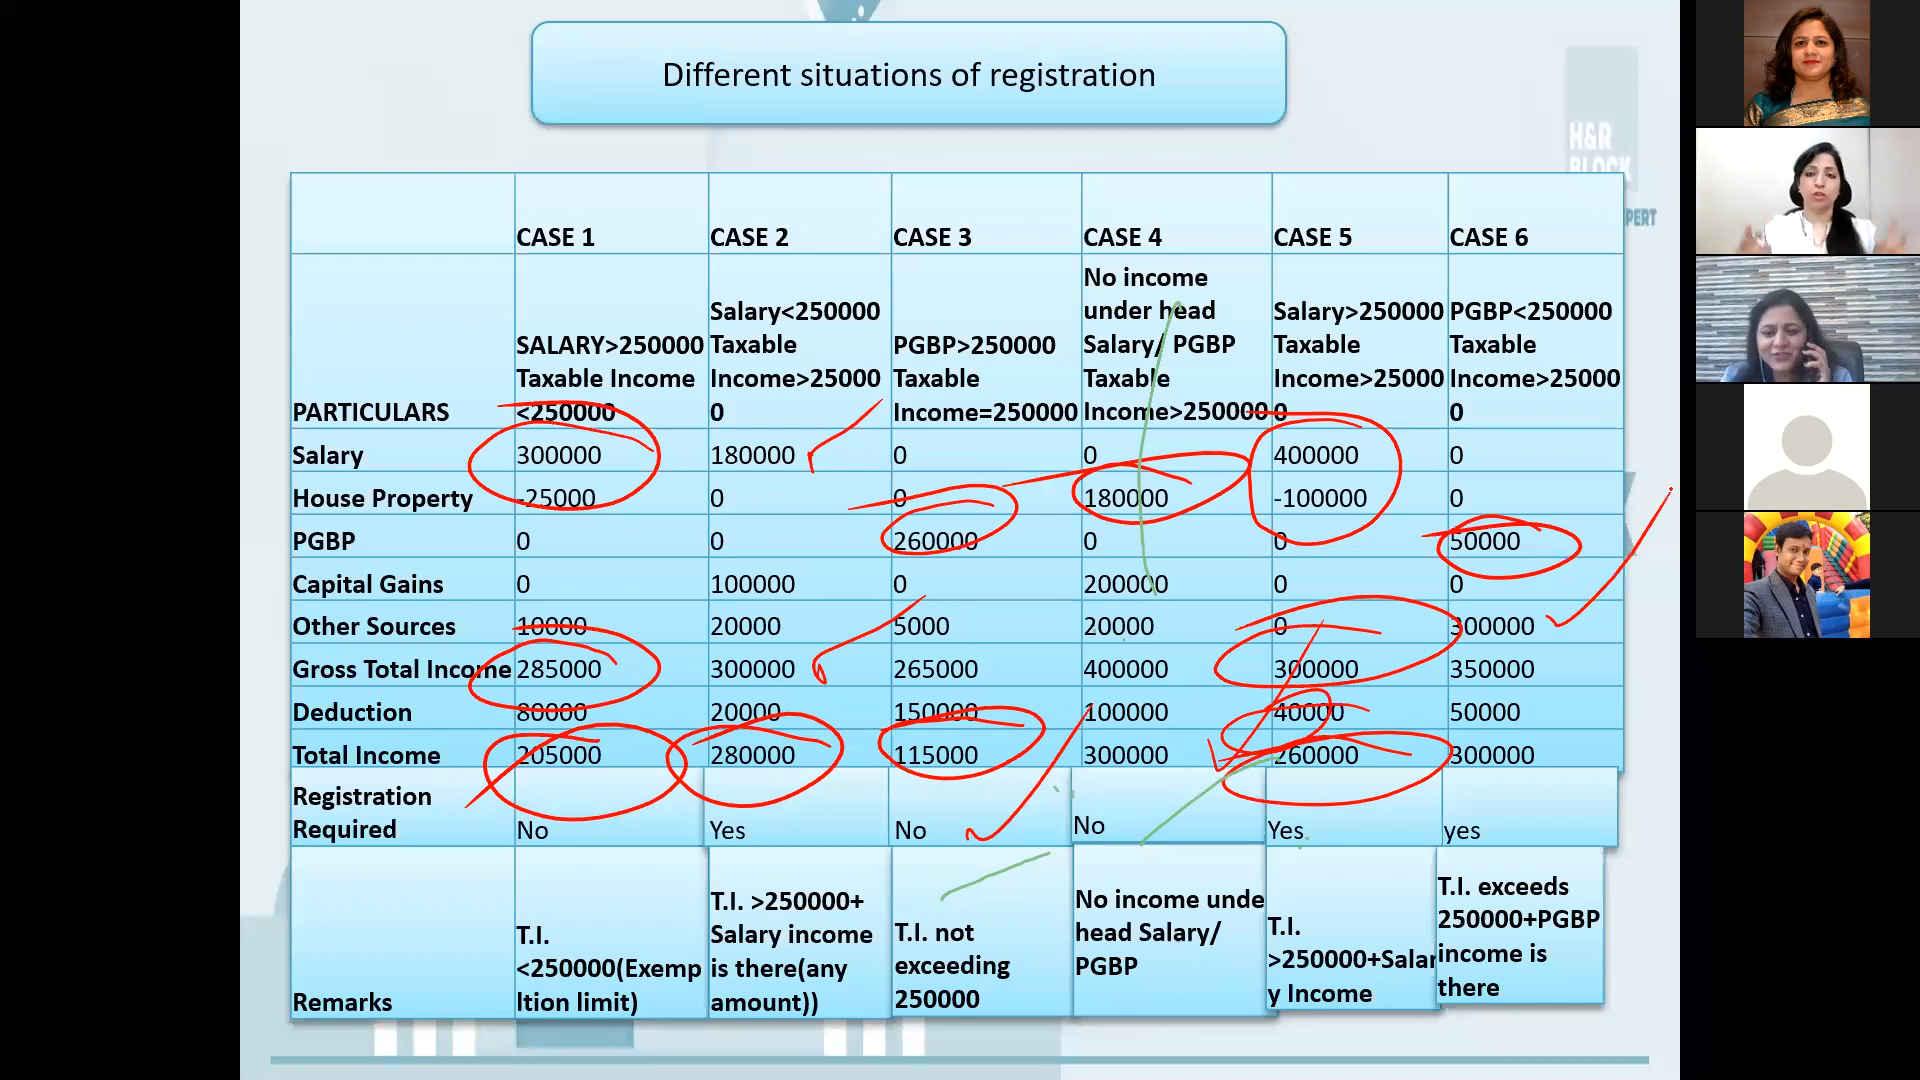 Different situations of registration
H&R
BLOCK
PERT
CASE 1 CASE 2 CASE 3 CASE 4 CASE 5 CASE 6
PARTICULARS
SALARY>250000
Taxable Income
<250000
Salary<250000
Taxable
Income>25000
0
PGBP>250000
Taxable
Income=250000
No income
under head
Salary/ PGBP
Taxable
Income>250000
Salary>250000
Taxable
Income>25000
0
PGBP<250000
Taxable
Income>25000
0
Salary 300000 180000 0 0 400000 0
House Property -25000 0 0 180000 -100000 0
PGBP 0 0 260000 0 0 50000
Capital Gains 0 100000 0 200000 0 0
Other Sources 10000 20000 5000 20000 0 300000
Gross Total Income 285000 300000 265000 400000 300000 350000
Deduction 80000 20000 150000 100000 40000 50000
Total Income 205000 280000 115000 300000 260000 300000
Registration
Required No Yes No No Yes yes
Remarks
T.I.
<250000(Exemp
ltion limit)
T.I. >250000+
Salary income
is there(any
amount))
T.I. not
exceeding
250000
No income unde
head Salary/
PGBP
T.I.
>250000+Salar
y Income
T.I. exceeds
250000+PGBP
income is
there